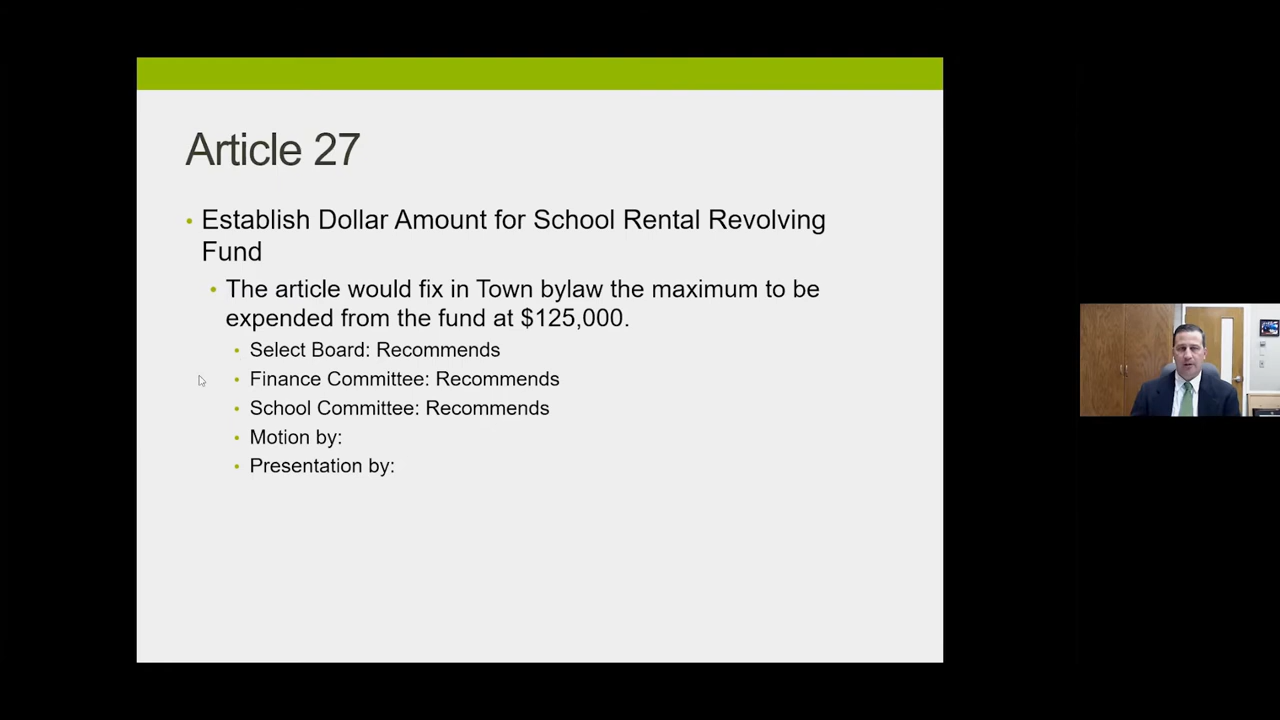 Article 27
• Establish Dollar Amount for School Rental Revolving
Fund
• The article would fix in Town bylaw the maximum to be
expended from the fund at $125,000.
• Select Board: Recommends
• Finance Committee: Recommends
• School Committee: Recommends
• Motion by:
• Presentation by: